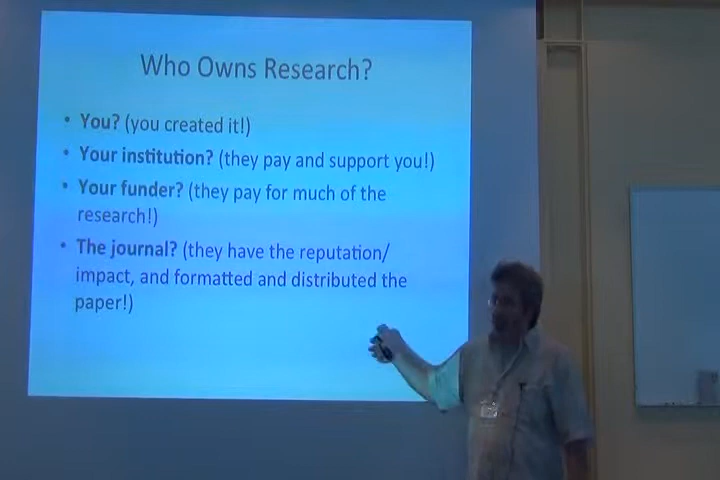 Who Owns Research?
• You? (you created it!)
• Your institution? (they pay and support you!)
• Your funder? (they pay for much of the
research!)
• The journal? (they have the reputation/
impact, and formatted and distributed the
paper!)